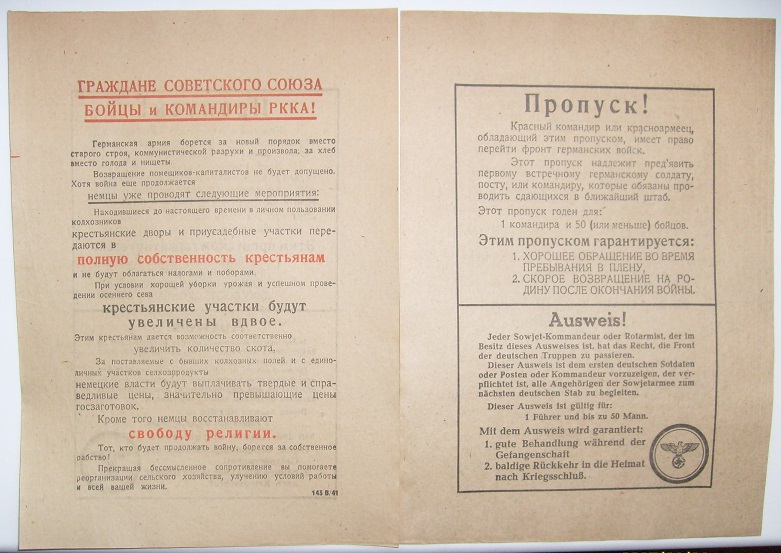 ГРАЖДАНЕ СОВЕТСКОГО СОЮЗА
БОЙЦЫ и КОМАНДИРЫ РККА!
Германская армия борется за новый порядок вместо
старого строя, коммунистической разрухи и произвола; за хлеб
вместо голода и нищеты.
Возвращение помещиков-капиталистов не будет допущено.
Хотя война еще продолжается
немцы уже проводят следующие мероприятия:
Находившиеся до настоящего времени в личном пользовании
колхозников
крестьянские дворы и приусадебные участки пере-
даются в
полную собственность крестьянам
и не будут облагаться налогами и поборами.
При условии хорошей уборки урожая и успешном прове-
дении осеннего сева
крестьянские участки будут
увеличены вдвое.
Этим крестьянам дается возможность соответственно
увеличить количество скота.
За поставляемые с бывших колхозных полей и с едино-
личных участков селхозпродукты
немецкие власти будут выплачивать твердые и спра-
ведливые цены, значительно превышающие цены
госзаготовок.
Кроме того немцы восстанавливают
свободу религии.
Тот, кто будет продолжать войну, борется за собственное
рабство!
Прекращая бессмысленное сопротивление вы помогаете
реорганизации сельского хозяйства, улучению условий работы
и всей вашей жизни.
143 B/41
Пропуск!
Красный командир или красноармеец,
обладающий этим пропуском, имеет право
перейти фронт германских войск.
Этот пропуск надлежит пред'явить
первому встречному германскому солдату,
посту, или командиру, которые обязаны про-
водить сдающихся в ближайший штаб.
Этот пропуск годен для:
1 командира и 50 (или меньше) бойцов.
Этим пропуском гарантируется:
1. ХОРОШЕЕ ОБРАЩЕНИЕ ВО ВРЕМЯ
ПРЕБЫВАНИЯ В ПЛЕНУ,
2. СКОРОЕ ВОЗВРАЩЕНИЕ НА РО-
ДИНУ ПОСЛЕ ОКОНЧАНИЯ ВОЙНЫ.
Ausweis!
Jeder Sowjet-Kommandeur oder Rotarmist, der im
Besitz dieses Ausweises ist, hat das Recht, die Front
der deutschen Truppen zu passieren.
Dieser Ausweis ist dem ersten deutschen Soldaten
oder Posten oder Kommandeur vorzuzeigen, der ver-
pflichtet ist, alle Angehörigen der Sowjetarmee zum
nächsten deutschen Stab zu begleiten.
Dieser Ausweis ist gültig für:
1 Führer und bis zu 50 Mann.
Mit dem Ausweis wird garantiert:
1. gute Behandlung während der
Gefangenschaft
2. baldige Rückkehr in die Heimat
nach Kriegsschluß.